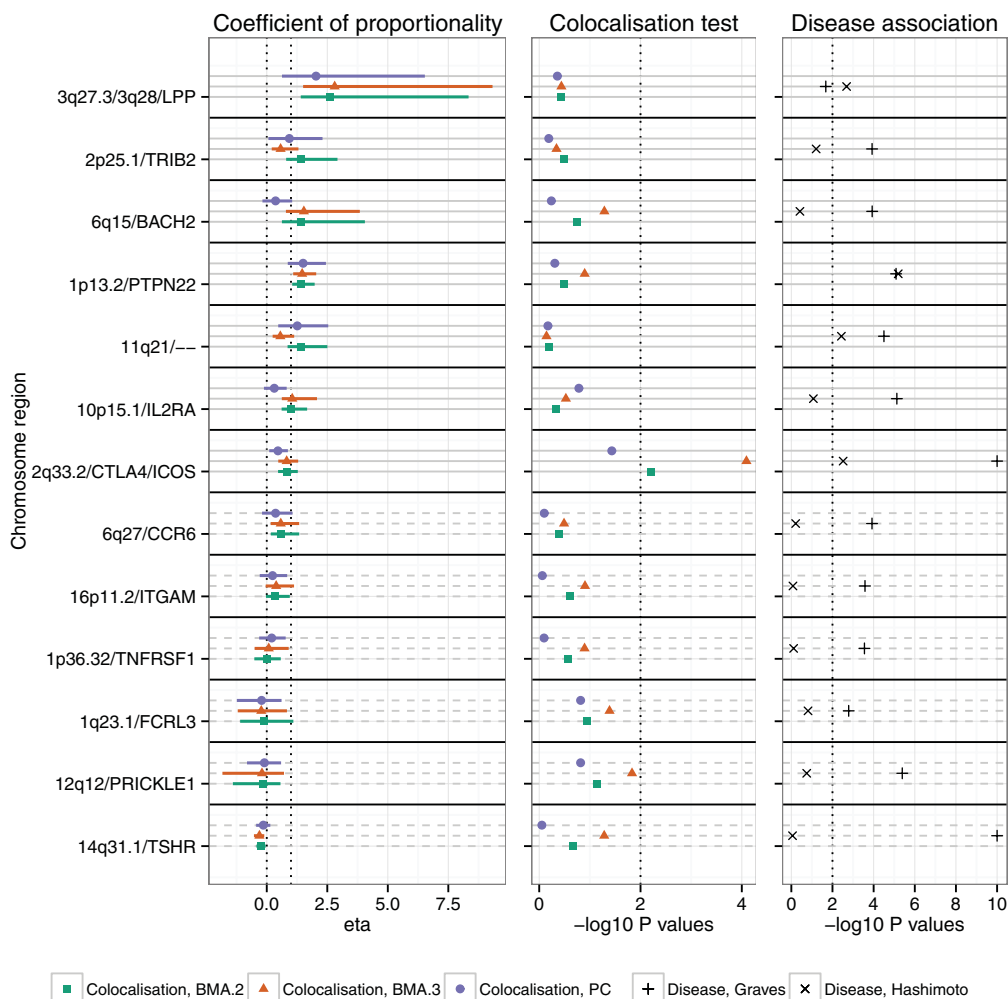 Coefficient of proportionality
Colocalisation test
Disease association
Chromosome region
3q27.3/3q28/LPP
2p25.1/TRIB2
6q15/BACH2
1p13.2/PTPN22
11q21/−−
10p15.1/IL2RA
2q33.2/CTLA4/ICOS
6q27/CCR6
16p11.2/ITGAM
1p36.32/TNFRSF1
1q23.1/FCRL3
12q12/PRICKLE1
14q31.1/TSHR
0.0 2.5 5.0 7.5
0 2 4
0 2 4 6 8 10
eta
−log10 P values
−log10 P values
Colocalisation, BMA.2
Colocalisation, BMA.3
Colocalisation, PC
Disease, Graves
Disease, Hashimoto